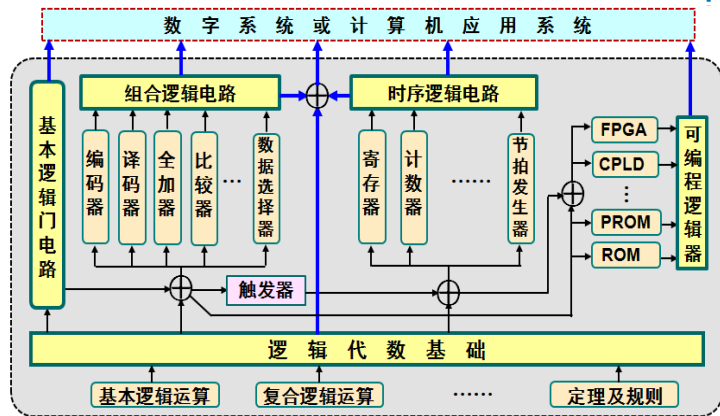 数字系统或计算机应用系统
组合逻辑电路
时序逻辑电路
基本逻辑门电路
编码器
译码器
全加器
比较器
···
数据选择器
寄存器
计数器
······
节拍发生器
FPGA
CPLD
···
PROM
ROM
可编程逻辑器
触发器
逻辑代数基础
基本逻辑运算
复合逻辑运算
······
定理及规则